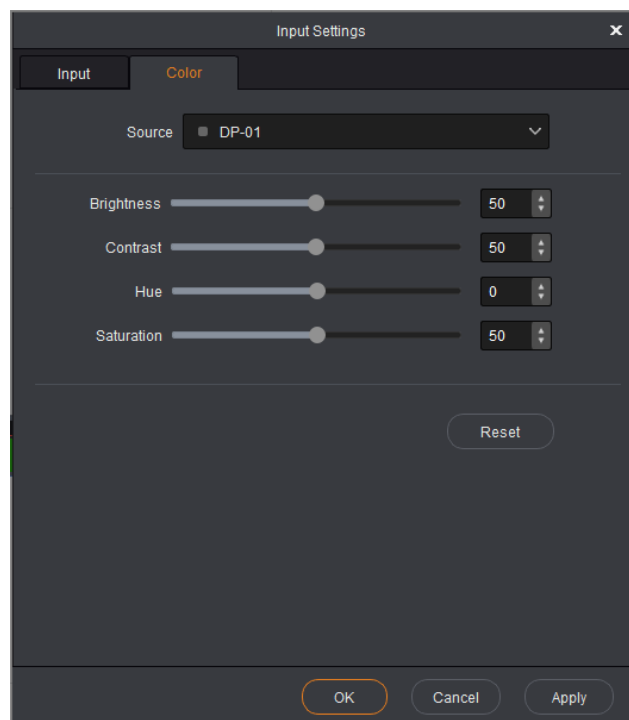 Input Settings
Input Color
Source DP-01
Brightness 50
Contrast 50
Hue 0
Saturation 50
Reset
OK Cancel Apply